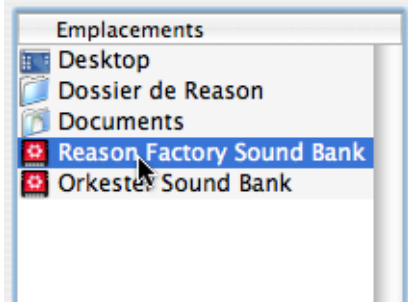 Emplacements
Desktop
Dossier de Reason
Documents
Reason Factory Sound Bank
Orkester Sound Bank